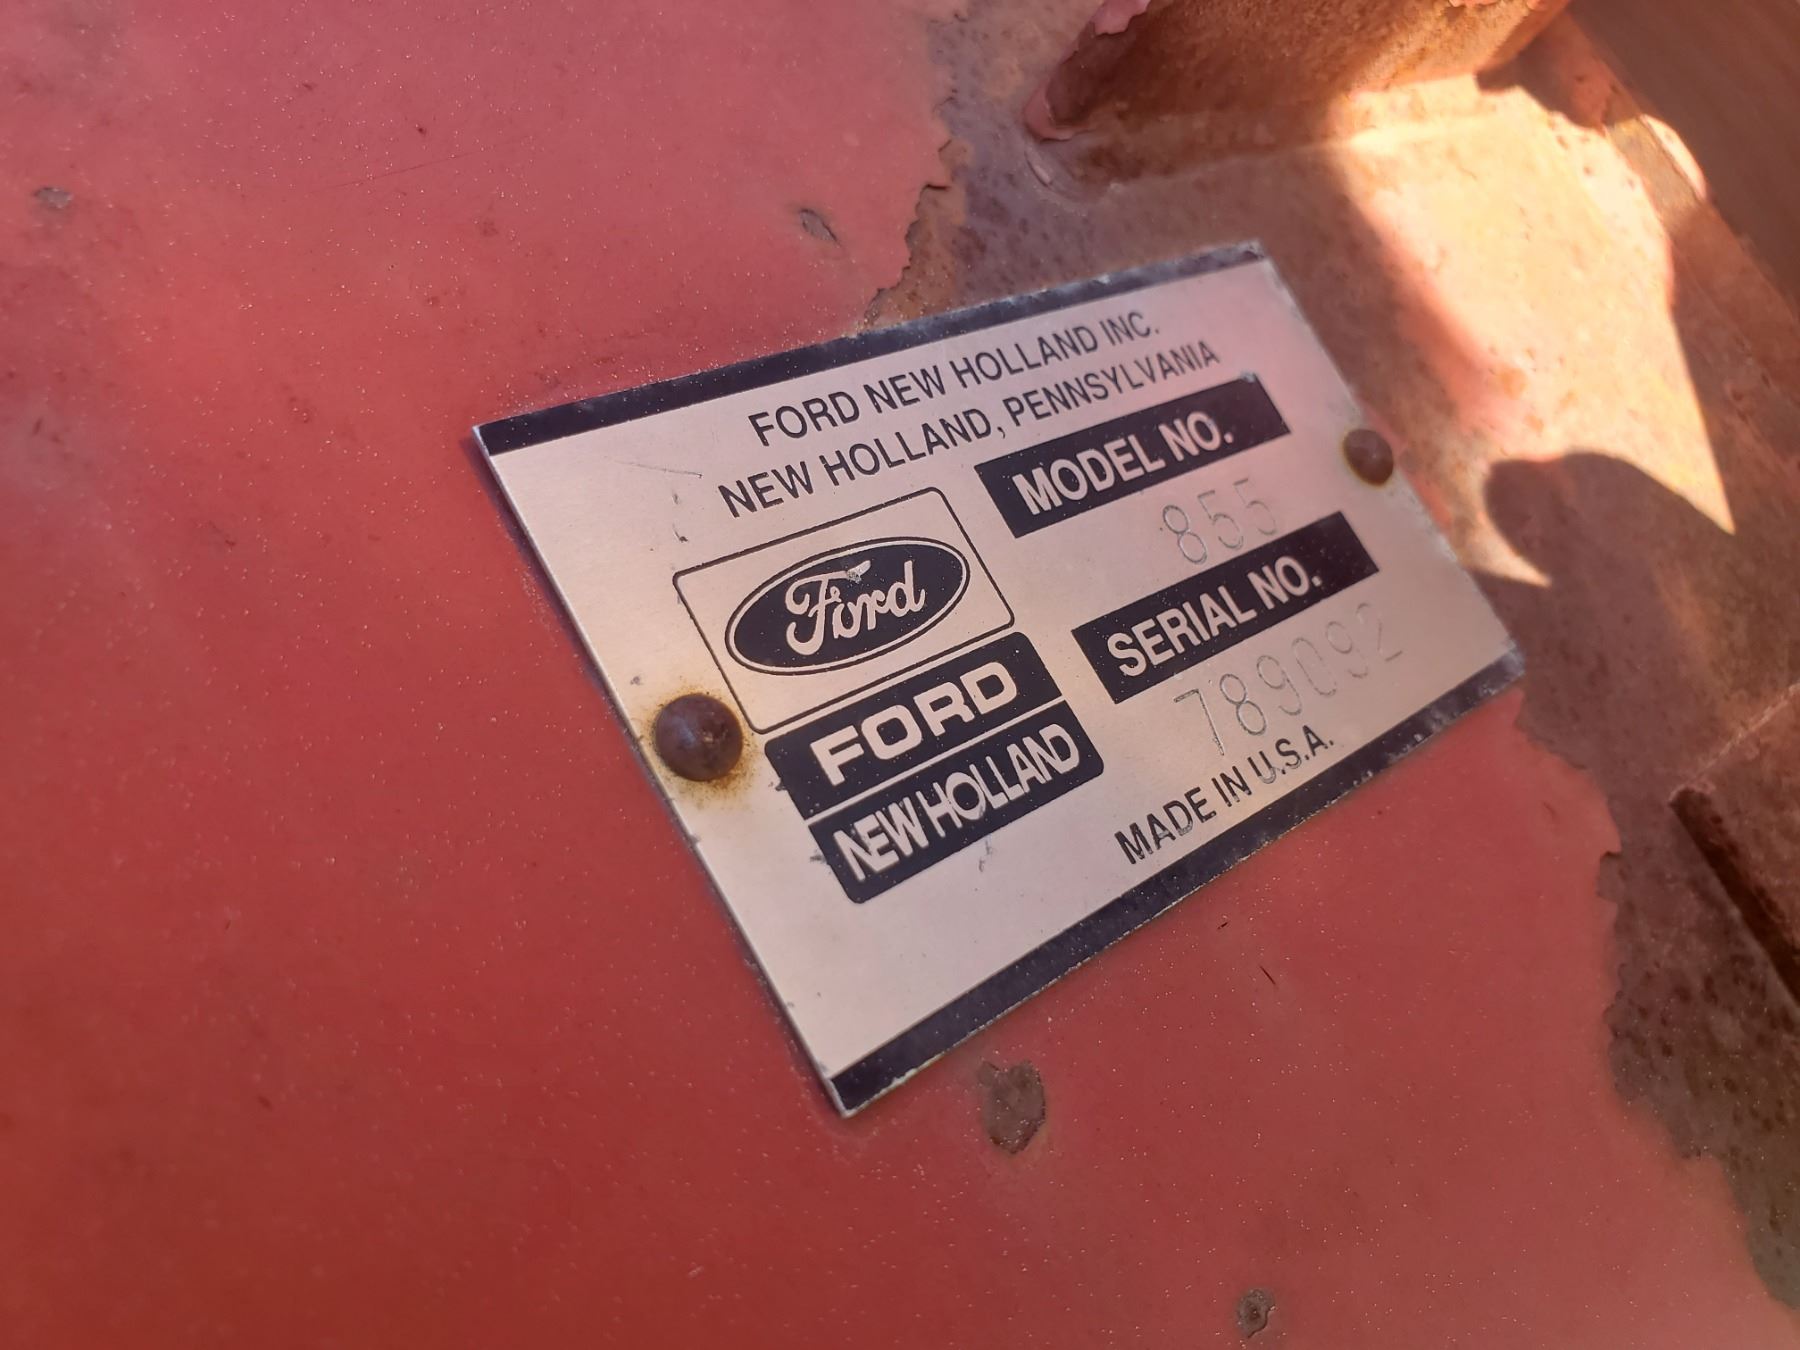 FORD NEW HOLLAND INC.
NEW HOLLAND, PENNSYLVANIA
MODEL NO.
855
SERIAL NO.
789092
MADE IN U.S.A.
Ford
FORD
NEW HOLLAND